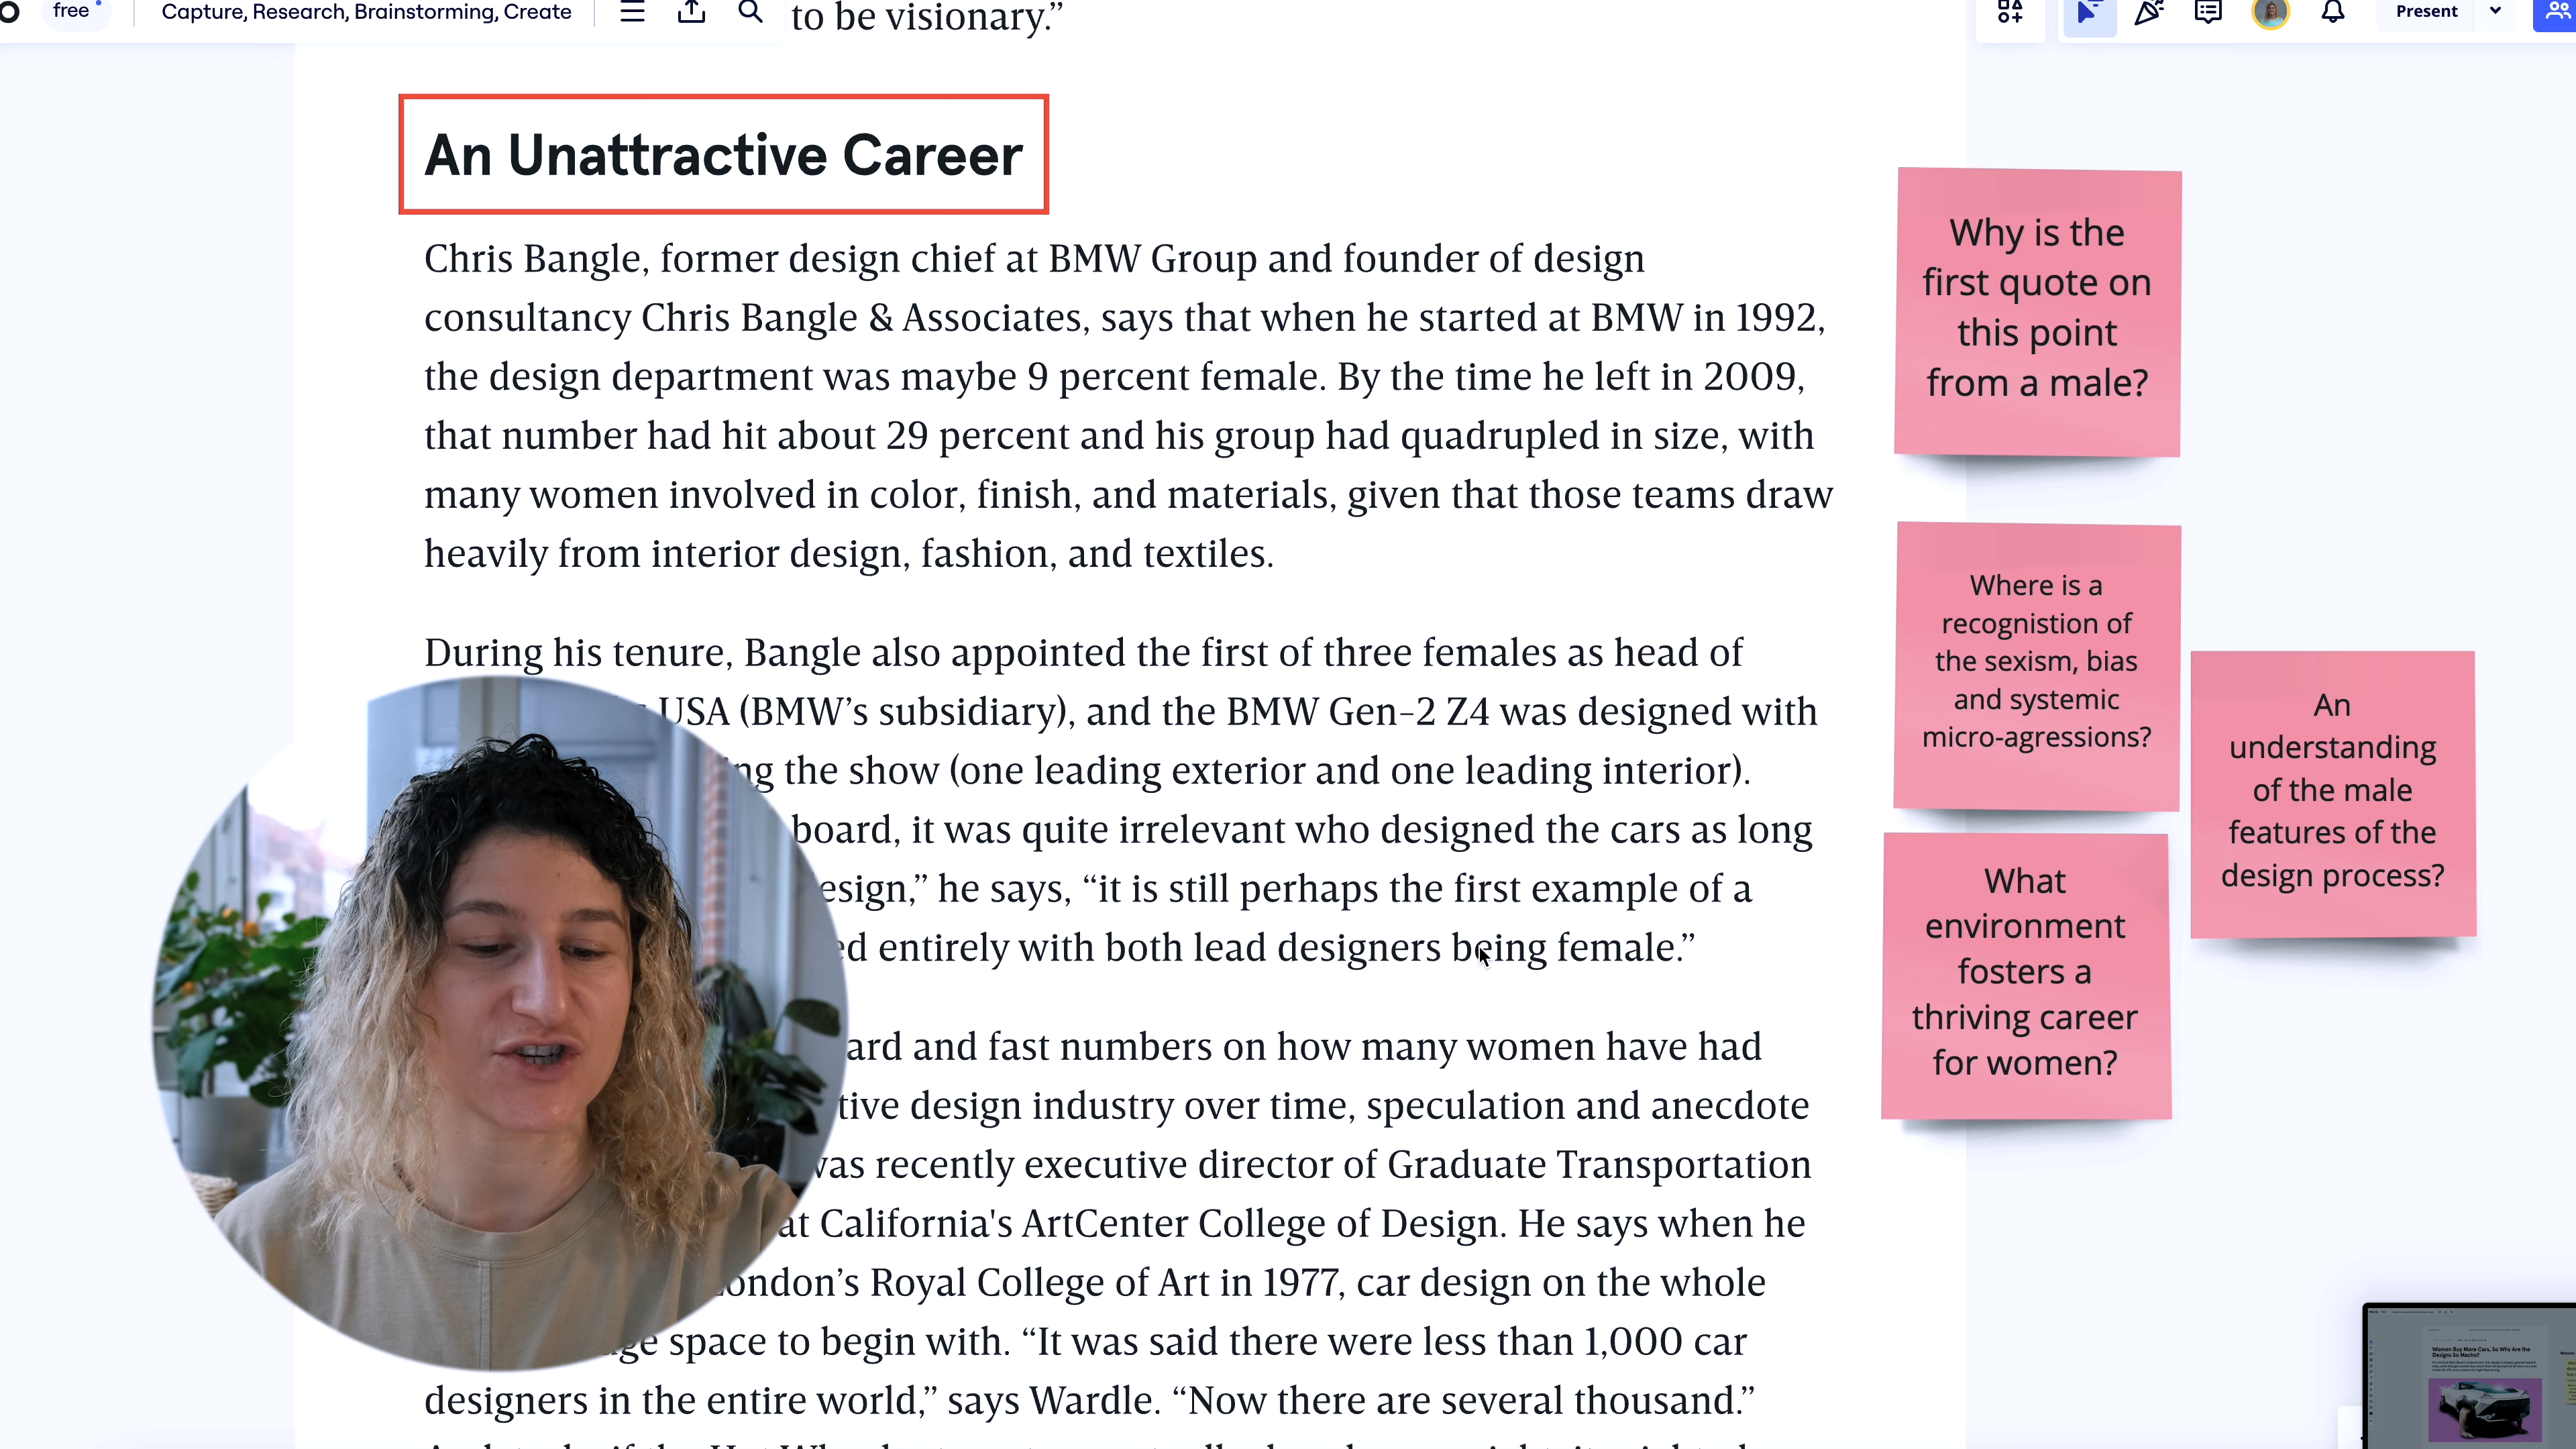 free
Capture, Research, Brainstorming, Create
Present
to be visionary.”
An Unattractive Career
Chris Bangle, former design chief at BMW Group and founder of design
consultancy Chris Bangle & Associates, says that when he started at BMW in 1992,
the design department was maybe 9 percent female. By the time he left in 2009,
that number had hit about 29 percent and his group had quadrupled in size, with
many women involved in color, finish, and materials, given that those teams draw
heavily from interior design, fashion, and textiles.
During his tenure, Bangle also appointed the first of three females as head of
USA (BMW’s subsidiary), and the BMW Gen-2 Z4 was designed with
the show (one leading exterior and one leading interior).
board, it was quite irrelevant who designed the cars as long
he says, “it is still perhaps the first example of a
entirely with both lead designers being female.”
and fast numbers on how many women have had
design industry over time, speculation and anecdote
was recently executive director of Graduate Transportation
at California's ArtCenter College of Design. He says when he
London’s Royal College of Art in 1977, car design on the whole
space to begin with. “It was said there were less than 1,000 car
designers in the entire world,” says Wardle. “Now there are several thousand.”
Why is the
first quote on
this point
from a male?
Where is a
recognistion of
the sexism, bias
and systemic
micro-agressions?
An
understanding
of the male
features of the
design process?
What
environment
fosters a
thriving career
for women?
Women Buy More Cars, So Why Are the
Designs So Macho?